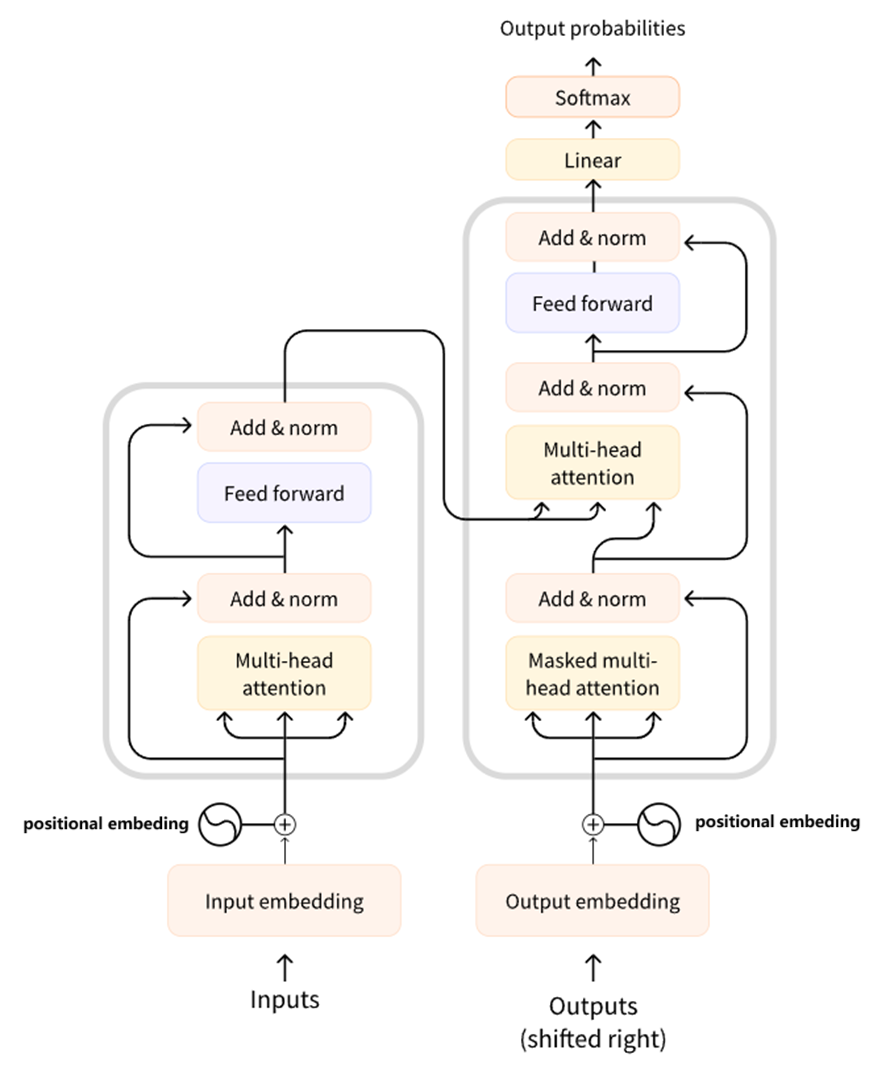 Output probabilities
Softmax
Linear
Add & norm
Feed forward
Add & norm
Multi-head
attention
Add & norm
Masked multi-
head attention
Add & norm
Feed forward
Add & norm
Multi-head
attention
positional embeding
positional embeding
Input embedding
Output embedding
Inputs
Outputs
(shifted right)